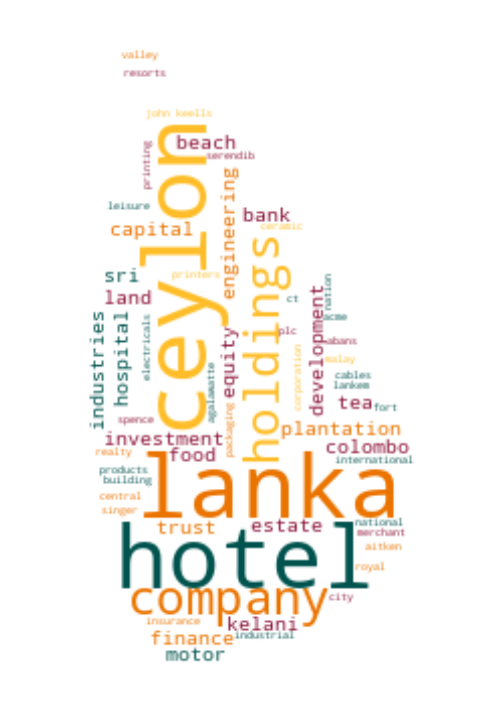 valley
resorts
john keells
beach
printing
serendib
ceylon
engineering
leisure
bank
capital
ceramic
holdings
sri
printers
nation
land
ct
development
industries
hospital
electricals
acme
equity
plc
abans
corporation
malay
agalawatte
cables
lankem
tea
fort
packaging
spence
plantation
investment
colombo
realty
food
international
lanka
products
building
central
singer
trust
estate
national
hotel
merchant
aitken
royal
company
city
insurance
kelani
finance
industrial
motor